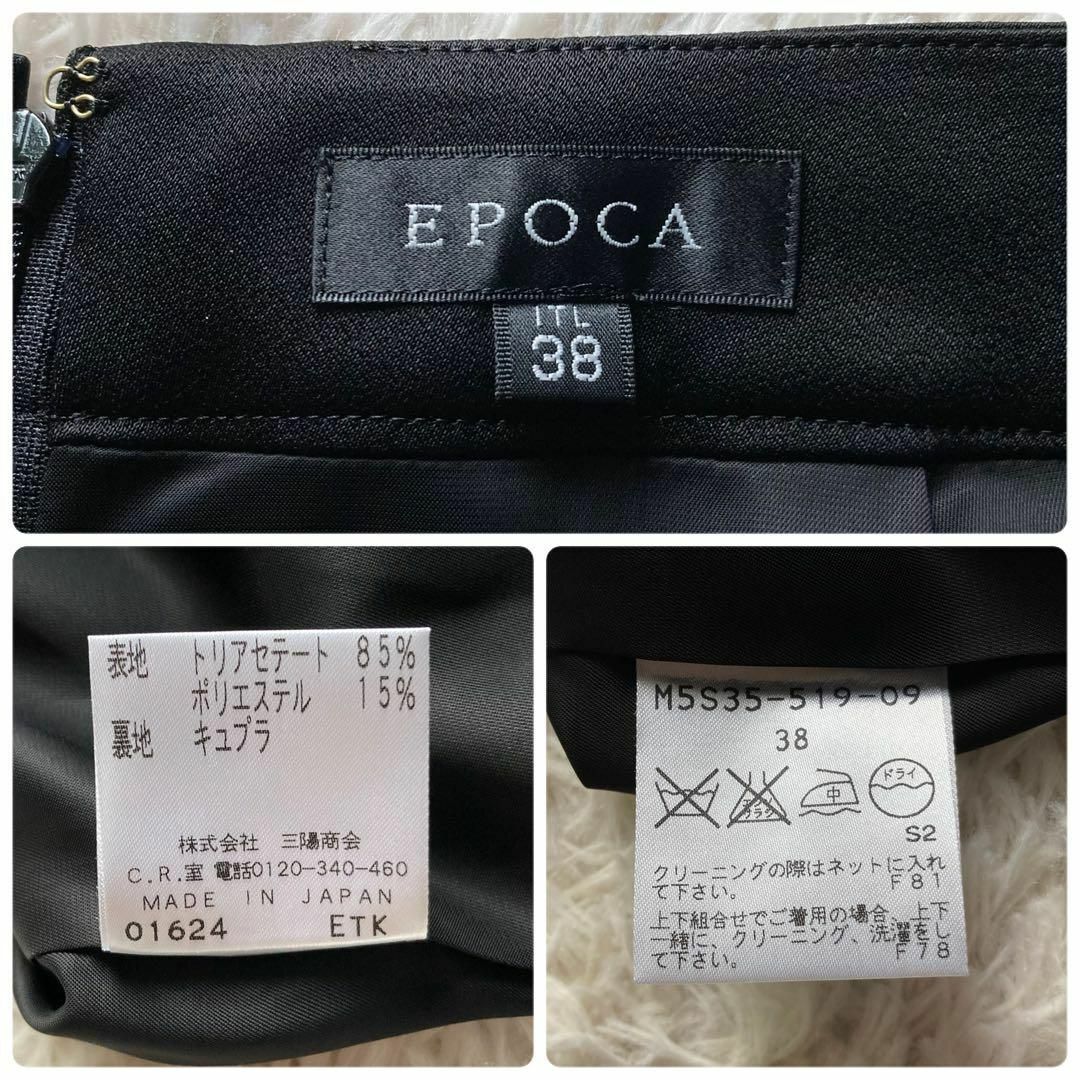 EPOCA
ITL
38
表地 トリアセテート 85%
ポリエステル 15%
裏地 キュプラ
株式会社 三陽商会
C.R.室 電話0120-340-460
MADE IN JAPAN
01624 ETK
M5S35-519-09
38
中
ドライ
S2
クリーニングの際はネットに入れ
て下さい。 F81
上下組合せでご着用の場合、上下
一緒に、クリーニング、洗濯をし
て下さい。 F78